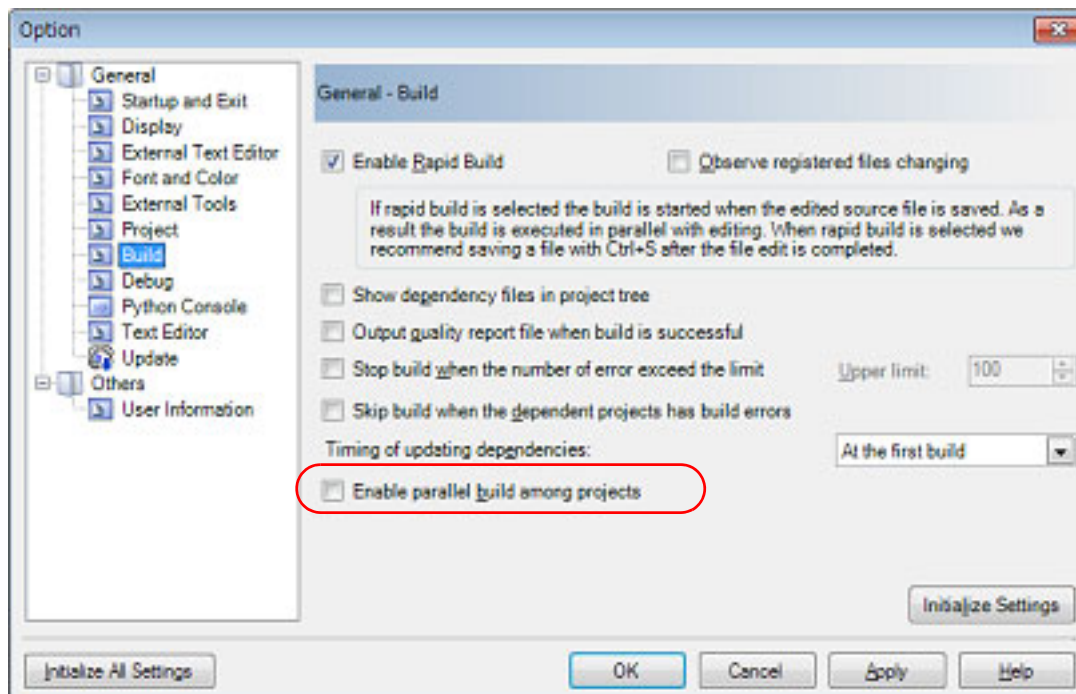 Option
General
Startup and Exit
Display
External Text Editor
Font and Color
External Tools
Project
Build
Debug
Python Console
Text Editor
Update
Others
User Information
General - Build
Enable Rapid Build
Observe registered files changing
If rapid build is selected the build is started when the edited source file is saved. As a
result the build is executed in parallel with editing. When rapid build is selected we
recommend saving a file with Ctrl+S after the file edit is completed.
Show dependency files in project tree
Output quality report file when build is successful
Stop build when the number of error exceed the limit
Upper limit:
100
Skip build when the dependent projects has build errors
Timing of updating dependencies:
At the first build
Enable parallel build among projects
Initialize Settings
Initialize All Settings
OK
Cancel
Apply
Help